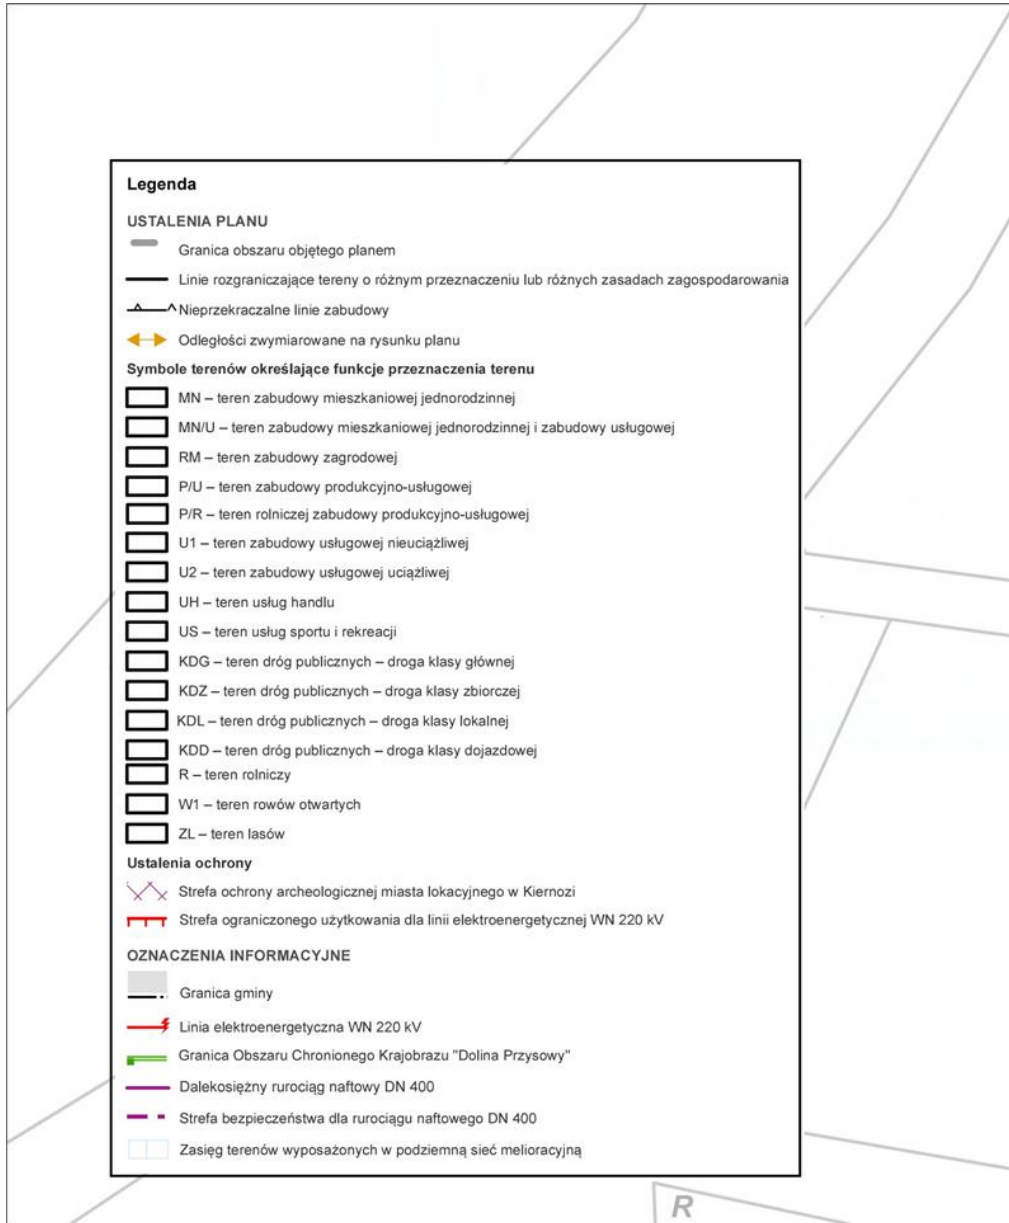 Legenda
USTALENIA PLANU
Granica obszaru objętego planem
Linie rozgraniczające tereny o różnym przeznaczeniu lub różnych zasadach zagospodarowania
Nieprzekraczalne linie zabudowy
Odległości zwymiarowane na rysunku planu
Symbole terenów określające funkcje przeznaczenia terenu
MN – teren zabudowy mieszkaniowej jednorodzinnej
MN/U – teren zabudowy mieszkaniowej jednorodzinnej i zabudowy usługowej
RM – teren zabudowy zagrodowej
P/U – teren zabudowy produkcyjno-usługowej
P/R – teren rolniczej zabudowy produkcyjno-usługowej
U1 – teren zabudowy usługowej nieuciążliwej
U2 – teren zabudowy usługowej uciążliwej
UH – teren usług handlu
US – teren usług sportu i rekreacji
KDG – teren dróg publicznych – droga klasy głównej
KDZ – teren dróg publicznych – droga klasy zbiorczej
KDL – teren dróg publicznych – droga klasy lokalnej
KDD – teren dróg publicznych – droga klasy dojazdowej
R – teren rolniczy
W1 – teren rowów otwartych
ZL – teren lasów
Ustalenia ochrony
Strefa ochrony archeologicznej miasta lokacyjnego w Kiernozi
Strefa ograniczonego użytkowania dla linii elektroenergetycznej WN 220 kV
OZNACZENIA INFORMACYJNE
Granica gminy
Linia elektroenergetyczna WN 220 kV
Granica Obszaru Chronionego Krajobrazu "Dolina Przysowy"
Dalekosiężny rurociąg naftowy DN 400
Strefa bezpieczeństwa dla rurociągu naftowego DN 400
Zasięg terenów wyposażonych w podziemną sieć melioracyjną
R